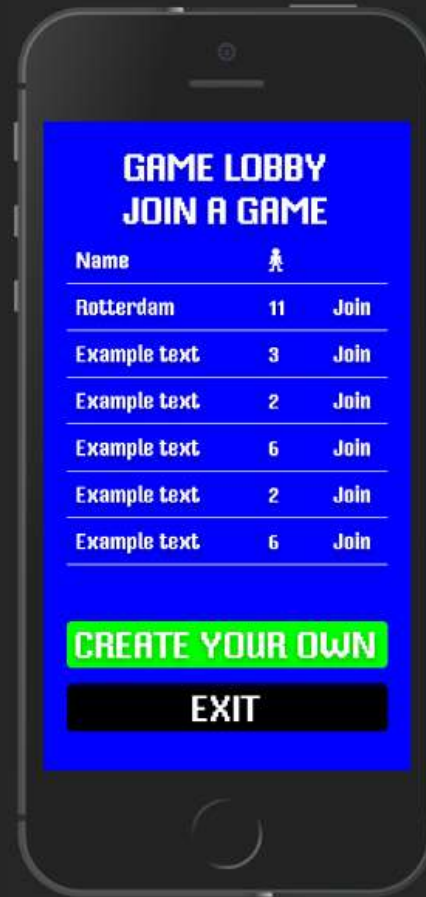 GAME LOBBY
JOIN A GAME
Name
Rotterdam 11 Join
Example text 3 Join
Example text 2 Join
Example text 6 Join
Example text 2 Join
Example text 6 Join
CREATE YOUR OWN
EXIT